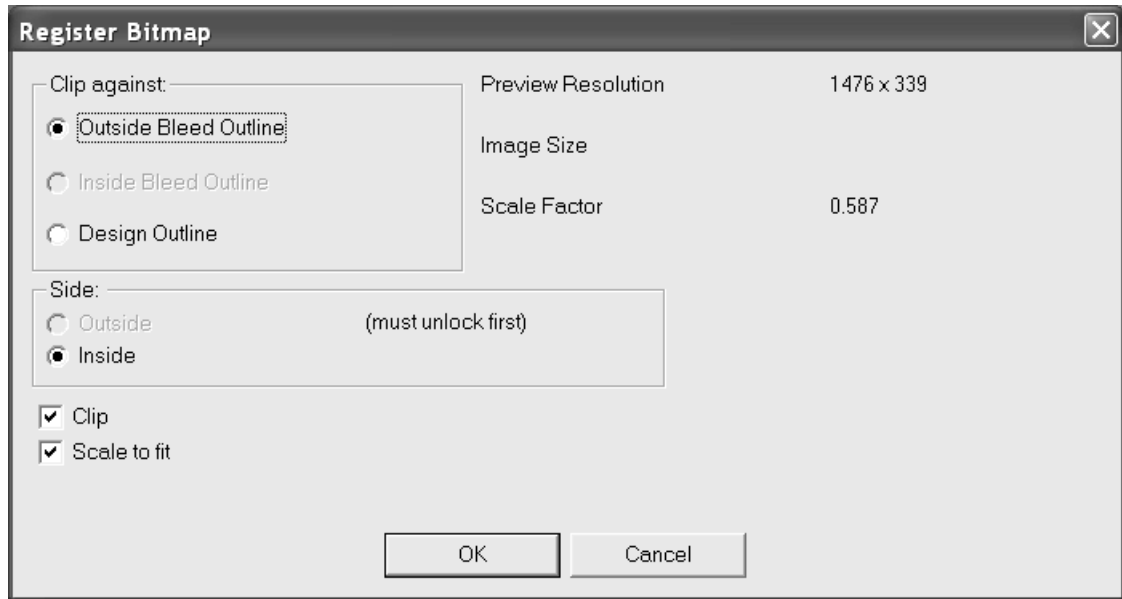 Register Bitmap
Clip against:
Outside Bleed Outline
Inside Bleed Outline
Design Outline
Preview Resolution 1476 x 339
Image Size
Scale Factor 0.587
Side:
Outside (must unlock first)
Inside
Clip
Scale to fit
OK Cancel